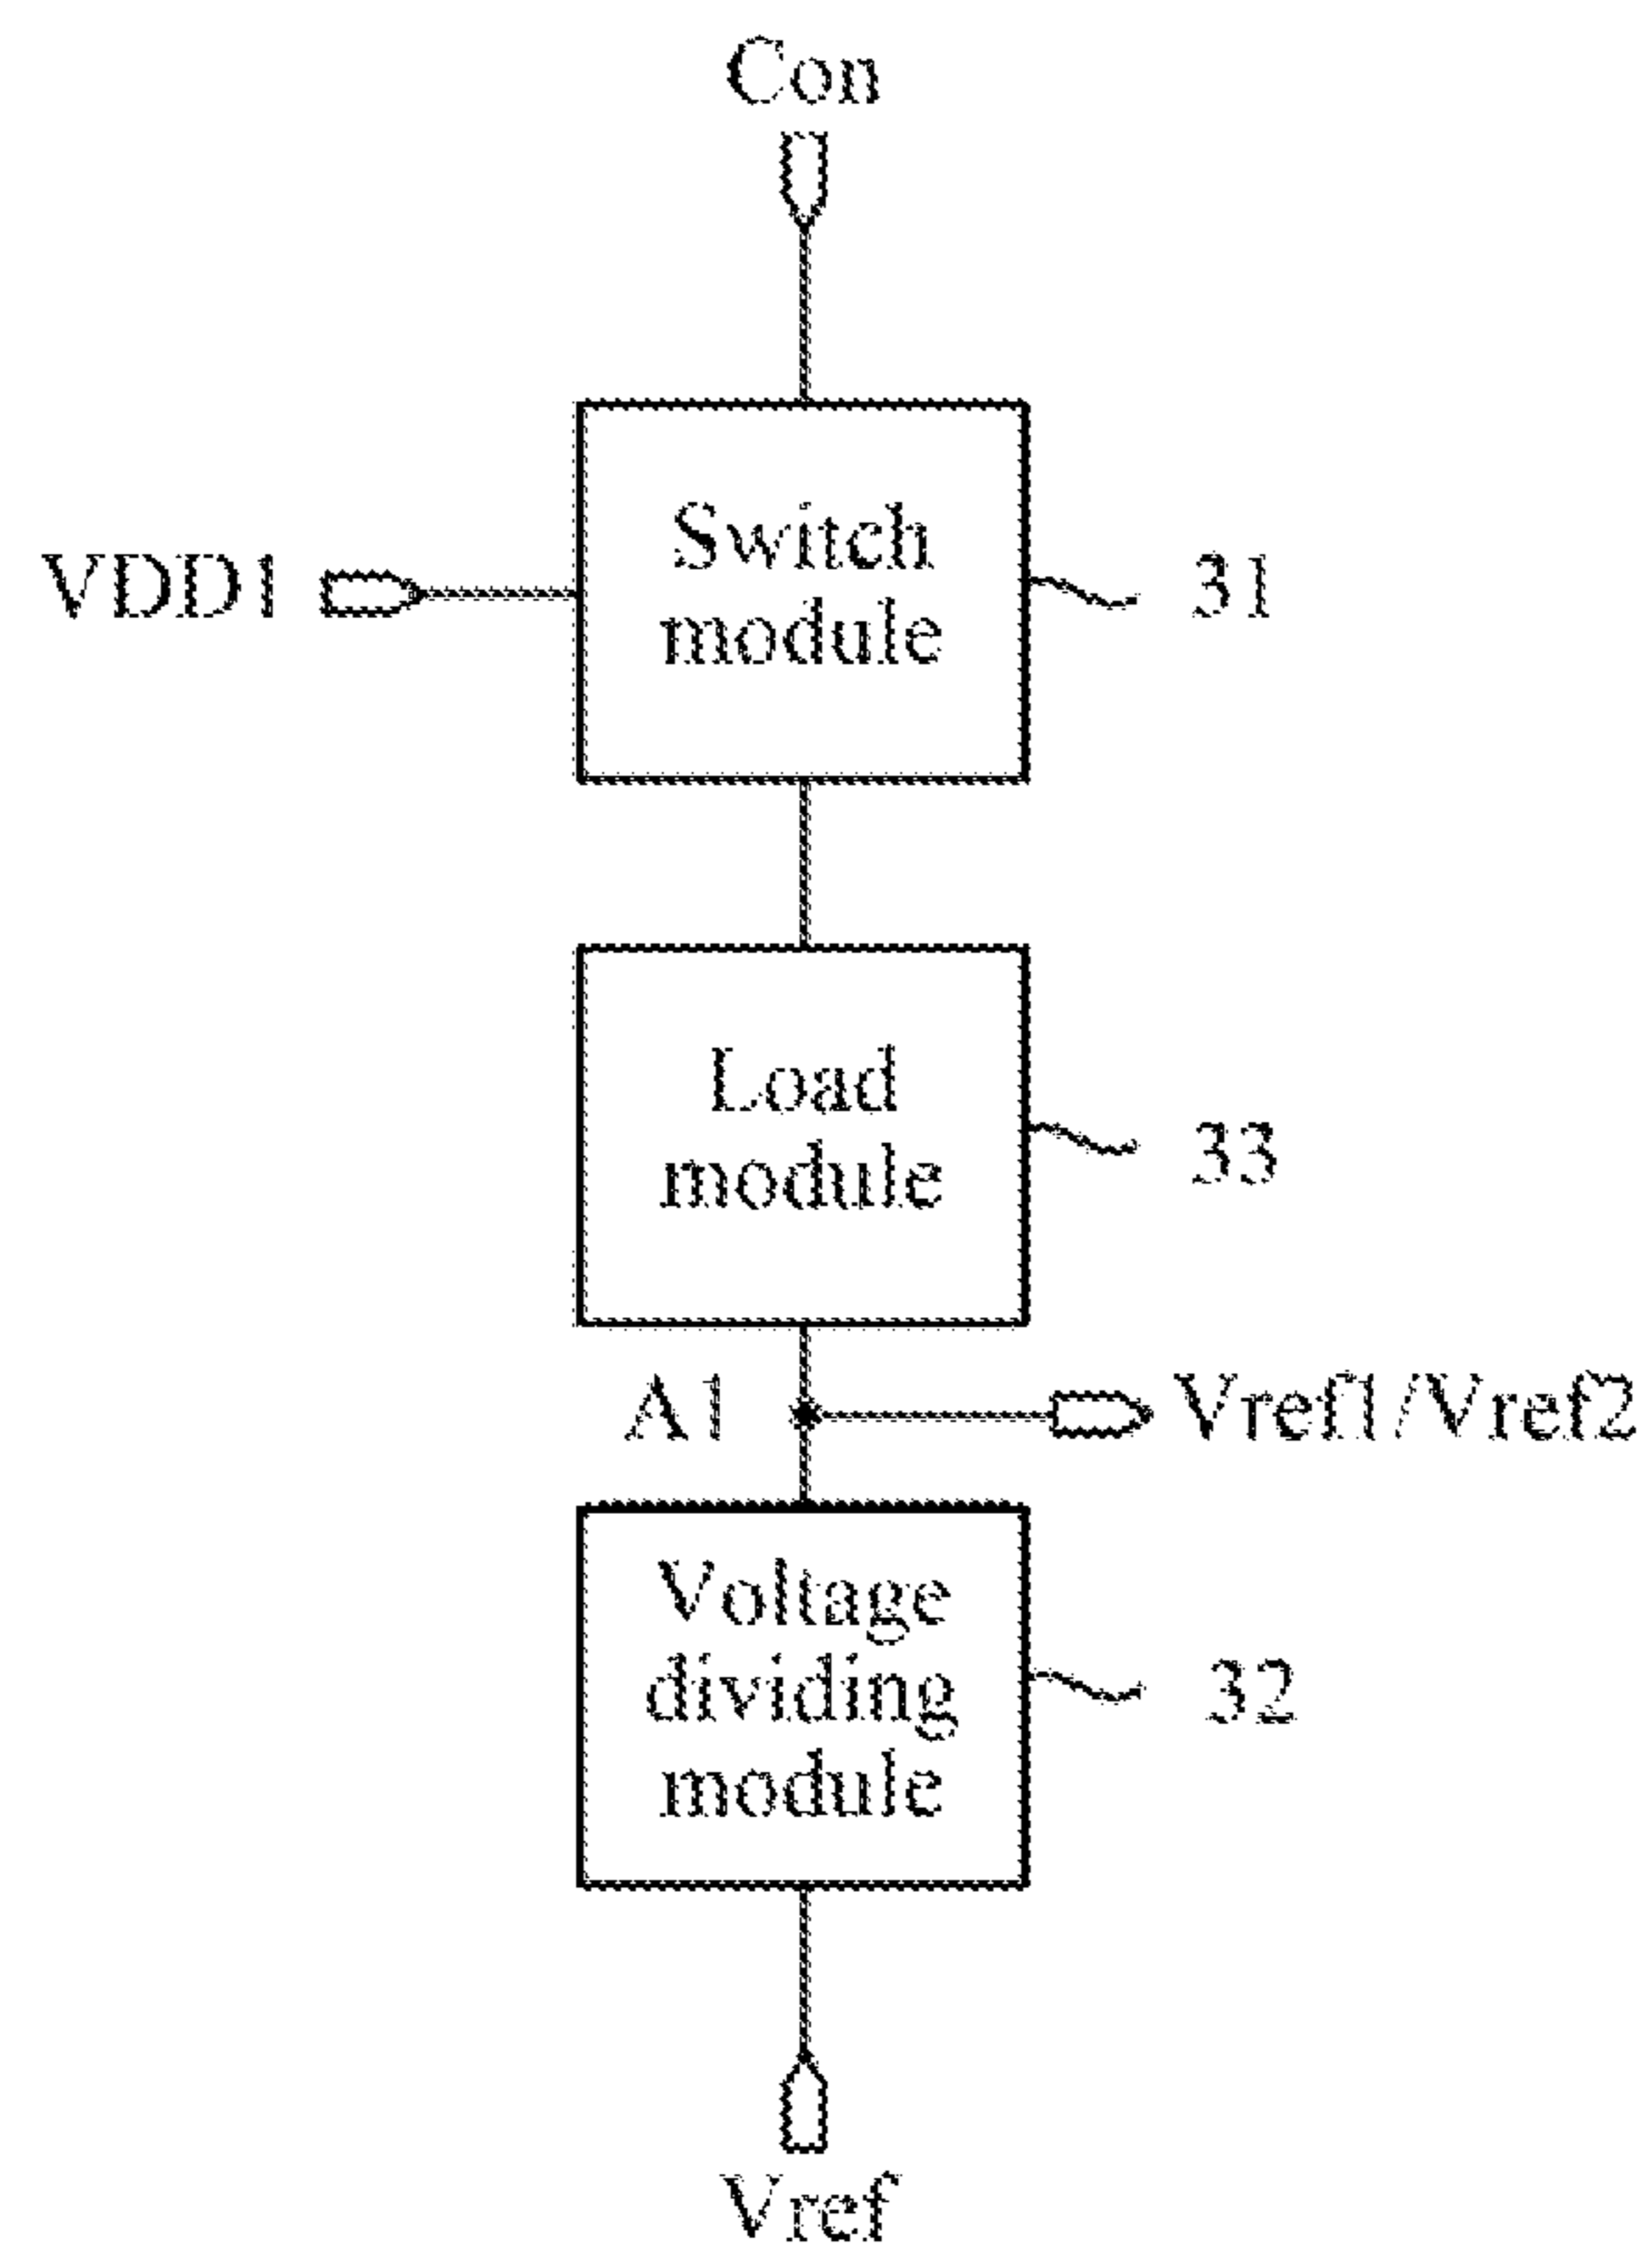 Con
Switch
module
VDD1
31
Load
module
33
A1
Vref1/Vref2
Voltage
dividing
module
32
Vref